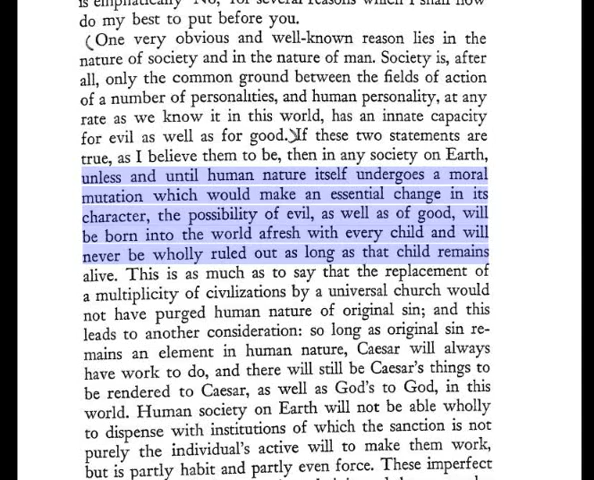 is emphatically 'No,' for several reasons which I shall now
do my best to put before you.
(One very obvious and well-known reason lies in the
nature of society and in the nature of man. Society is, after
all, only the common ground between the fields of action
of a number of personalities, and human personality, at any
rate as we know it in this world, has an innate capacity
for evil as well as for good.)If these two statements are
true, as I believe them to be, then in any society on Earth,
unless and until human nature itself undergoes a moral
mutation which would make an essential change in its
character, the possibility of evil, as well as of good, will
be born into the world afresh with every child and will
never be wholly ruled out as long as that child remains
alive. This is as much as to say that the replacement of
a multiplicity of civilizations by a universal church would
not have purged human nature of original sin; and this
leads to another consideration: so long as original sin re-
mains an element in human nature, Caesar will always
have work to do, and there will still be Caesar's things to
be rendered to Caesar, as well as God's to God, in this
world. Human society on Earth will not be able wholly
to dispense with institutions of which the sanction is not
purely the individual's active will to make them work,
but is partly habit and partly even force. These imperfect